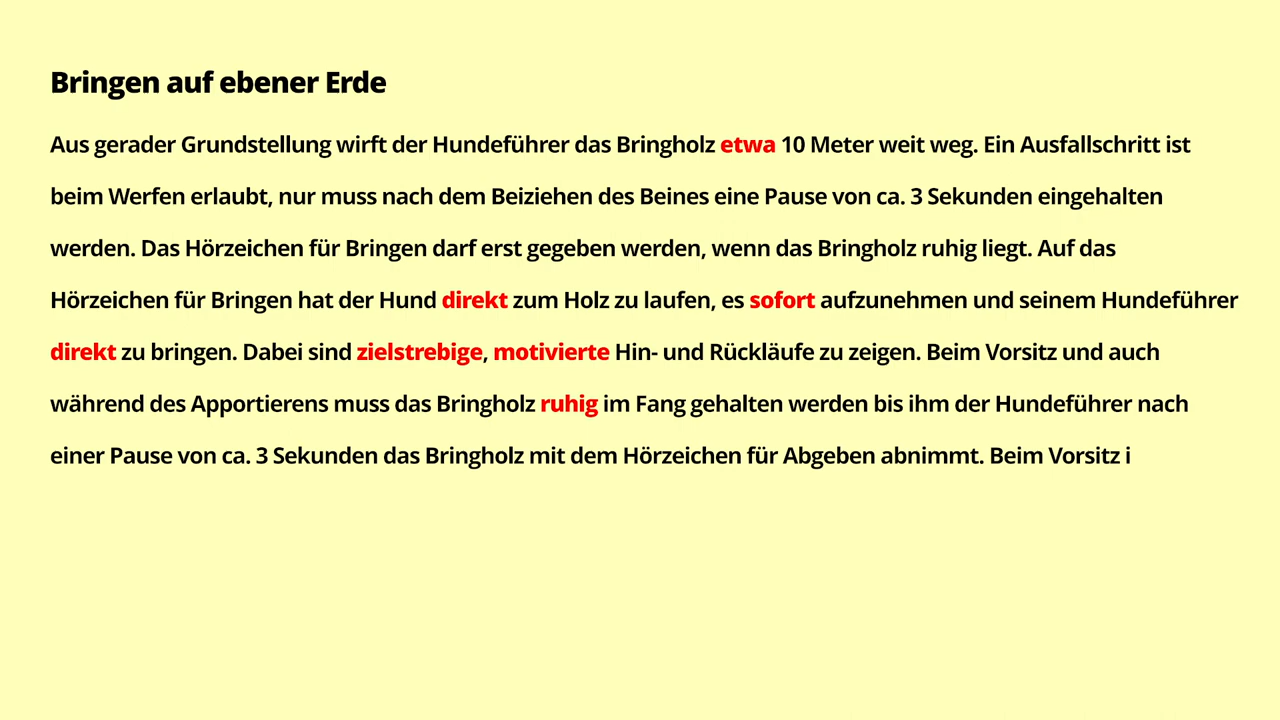 Bringen auf ebener Erde
Aus gerader Grundstellung wirft der Hundeführer das Bringholz etwa 10 Meter weit weg. Ein Ausfallschritt ist
beim Werfen erlaubt, nur muss nach dem Beiziehen des Beines eine Pause von ca. 3 Sekunden eingehalten
werden. Das Hörzeichen für Bringen darf erst gegeben werden, wenn das Bringholz ruhig liegt. Auf das
Hörzeichen für Bringen hat der Hund direkt zum Holz zu laufen, es sofort aufzunehmen und seinem Hundeführer
direkt zu bringen. Dabei sind zielstrebige, motivierte Hin- und Rückläufe zu zeigen. Beim Vorsitz und auch
während des Apportierens muss das Bringholz ruhig im Fang gehalten werden bis ihm der Hundeführer nach
einer Pause von ca. 3 Sekunden das Bringholz mit dem Hörzeichen für Abgeben abnimmt. Beim Vorsitz i